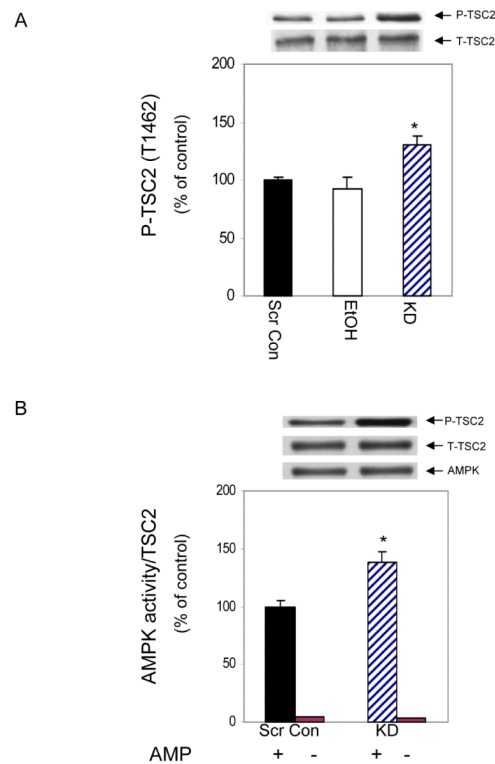 A
P-TSC2
T-TSC2
P-TSC2 (T1462)
(% of control)
200
150
100
50
0
*
Scr Con
EtOH
KD
B
P-TSC2
T-TSC2
AMPK
AMPK activity/TSC2
(% of control)
200
150
100
50
0
*
Scr Con KD
AMP + - + -